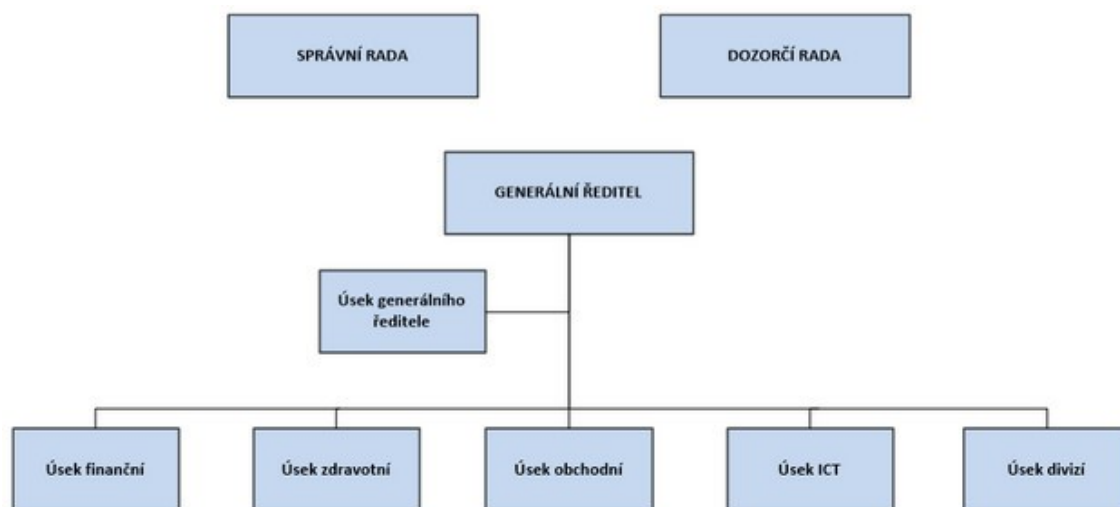 SPRÁVNÍ RADA
DOZORČÍ RADA
GENERÁLNÍ ŘEDITEL
Úsek generálního
ředitele
Úsek finanční
Úsek zdravotní
Úsek obchodní
Úsek ICT
Úsek divizí